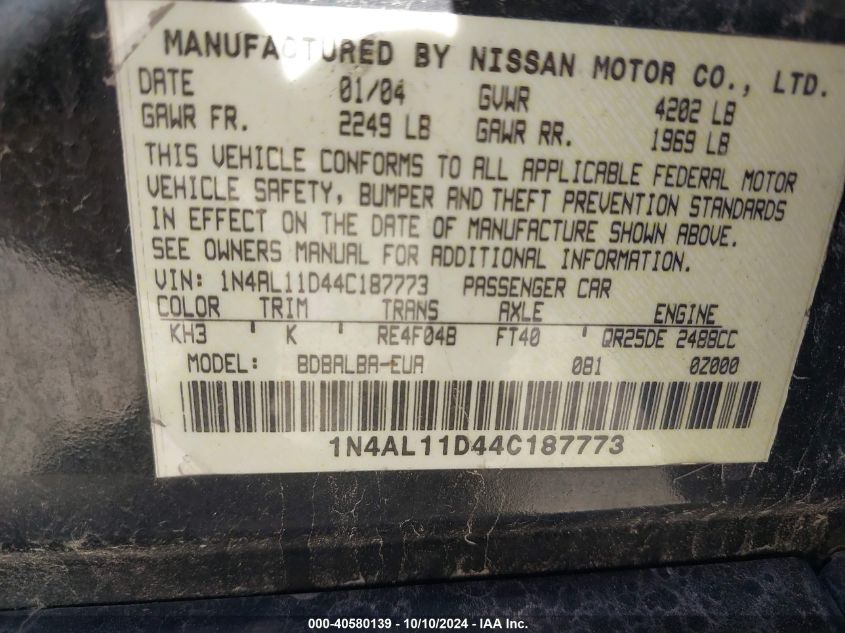 MANUFACTURED BY NISSAN MOTOR CO., LTD.
DATE 01/04 GVWR 4202 LB
GAWR FR. 2249 LB GAWR RR. 1969 LB
THIS VEHICLE CONFORMS TO ALL APPLICABLE FEDERAL MOTOR
VEHICLE SAFETY, BUMPER AND THEFT PREVENTION STANDARDS
IN EFFECT ON THE DATE OF MANUFACTURE SHOWN ABOVE.
SEE OWNERS MANUAL FOR ADDITIONAL INFORMATION.
VIN: 1N4AL11D44C187773 PASSENGER CAR
COLOR TRIM TRANS AXLE ENGINE
KH3 ' K RE4F04B FT40 ' QR25DE 2488CC
MODEL: BDBALBA-EUA 0B1 0Z000
1N4AL11D44C187773
000-40580139 - 10/10/2024 - IAA Inc.